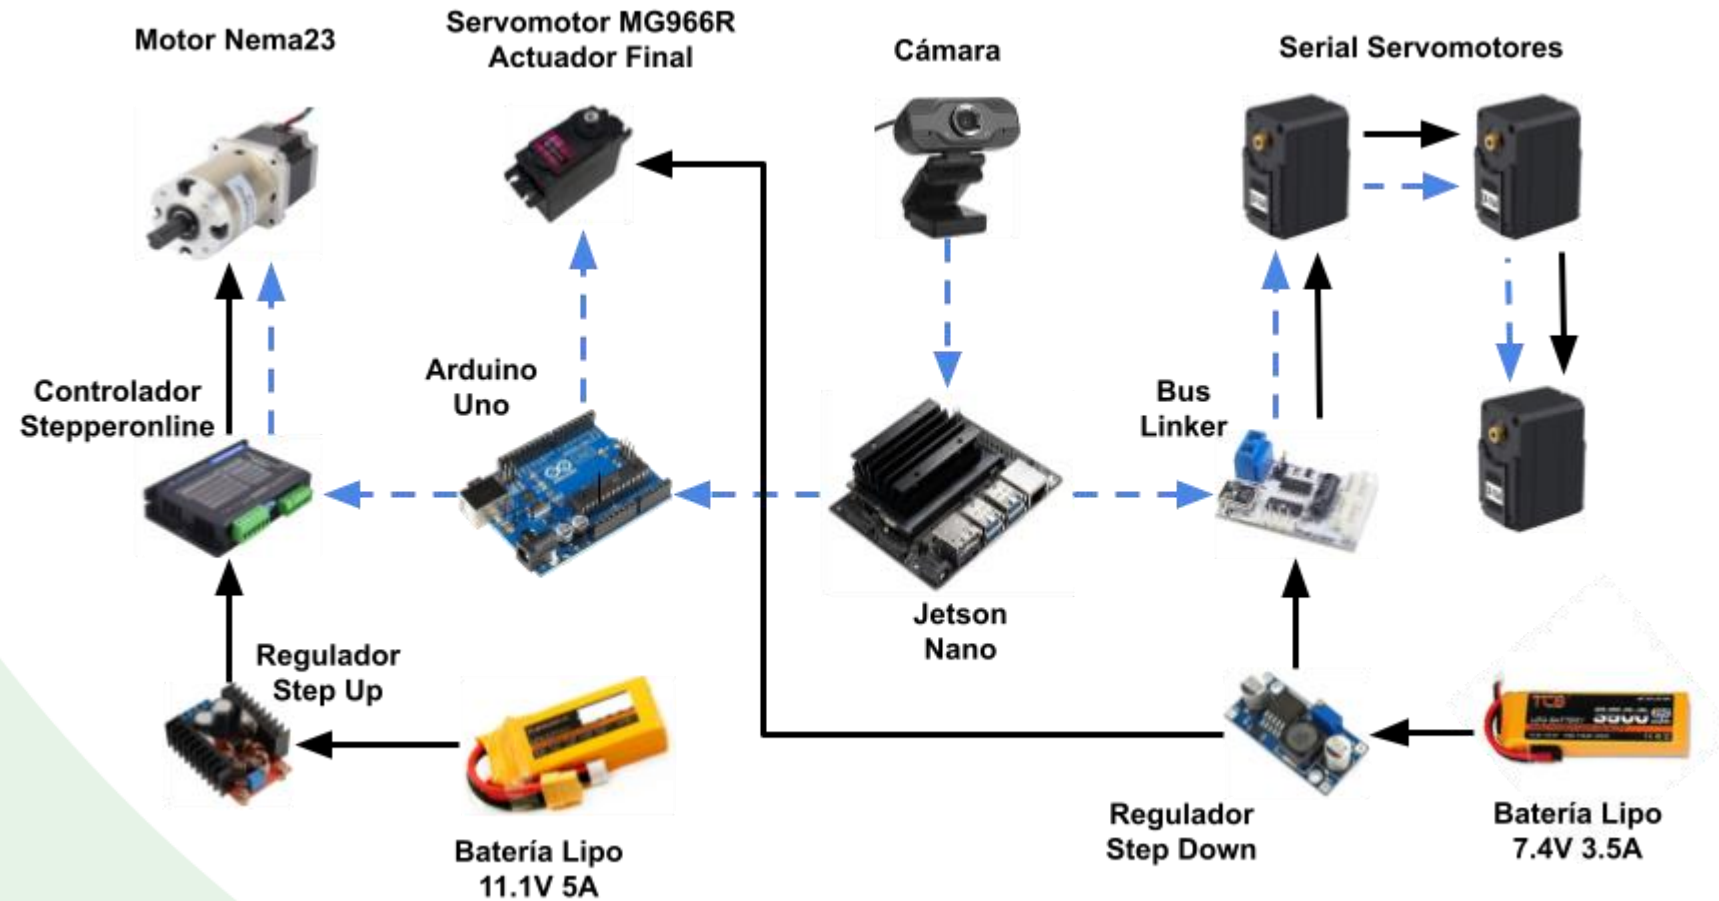 Motor Nema23
Servomotor MG966R
Actuador Final
Cámara
Serial Servomotores
Controlador
Stepperonline
Arduino
Uno
Bus
Linker
Jetson
Nano
Regulador
Step Up
Batería Lipo
11.1V 5A
Regulador
Step Down
TCB
Batería Lipo
7.4V 3.5A